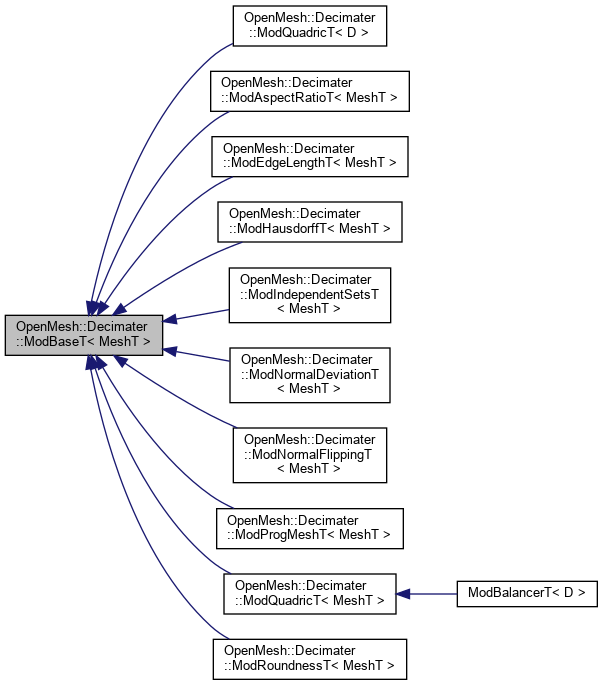 OpenMesh::Decimater
::ModQuadricT< D >
OpenMesh::Decimater
::ModAspectRatioT< MeshT >
OpenMesh::Decimater
::ModEdgeLengthT< MeshT >
OpenMesh::Decimater
::ModHausdorffT< MeshT >
OpenMesh::Decimater
::ModIndependentSetsT
< MeshT >
OpenMesh::Decimater
::ModBaseT< MeshT >
OpenMesh::Decimater
::ModNormalDeviationT
< MeshT >
OpenMesh::Decimater
::ModNormalFlippingT
< MeshT >
OpenMesh::Decimater
::ModProgMeshT< MeshT >
OpenMesh::Decimater
::ModQuadricT< MeshT >
ModBalancerT< D >
OpenMesh::Decimater
::ModRoundnessT< MeshT >